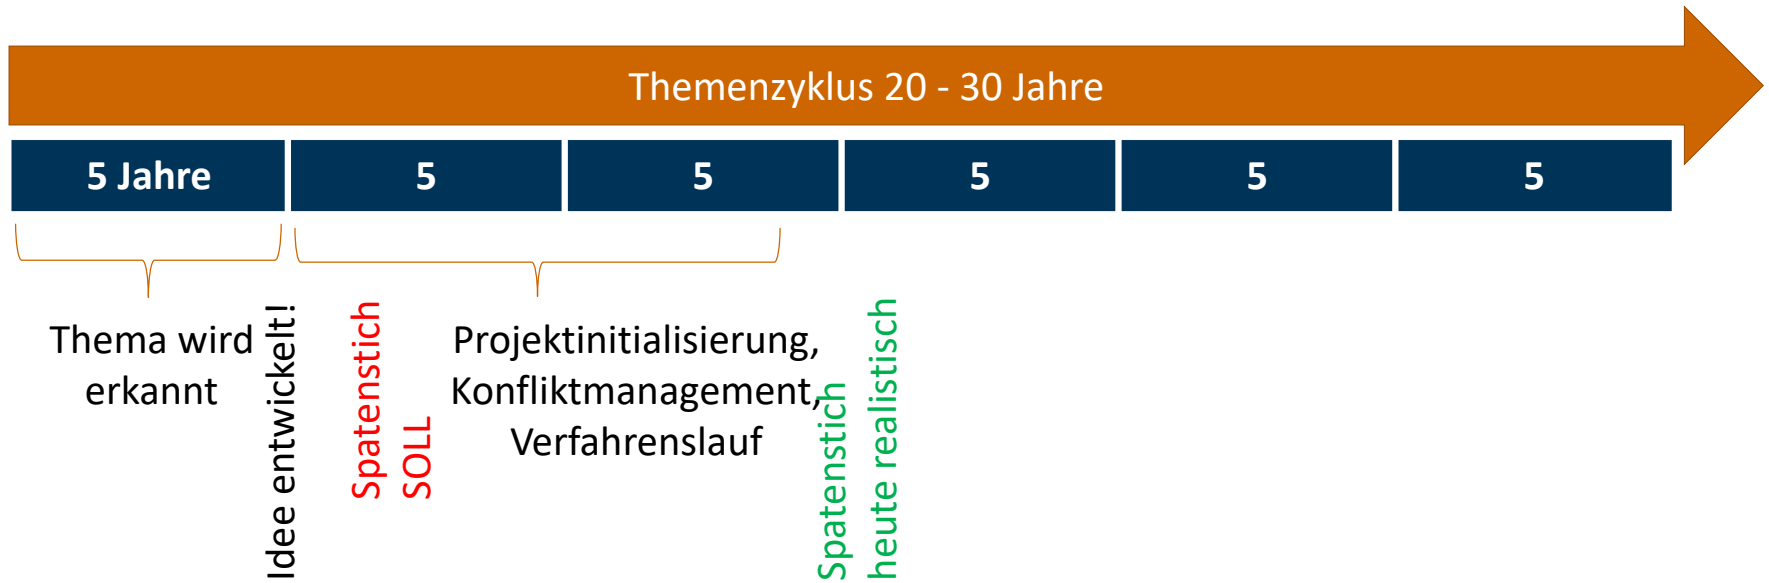 Themenzyklus 20 - 30 Jahre
5 Jahre
5
5
5
5
5
Thema wird
erkannt
Idee entwickelt!
Spatenstich
SOLL
Projektinitialisierung,
Konfliktmanagement,
Verfahrenslauf
Spatenstich
heute realistisch